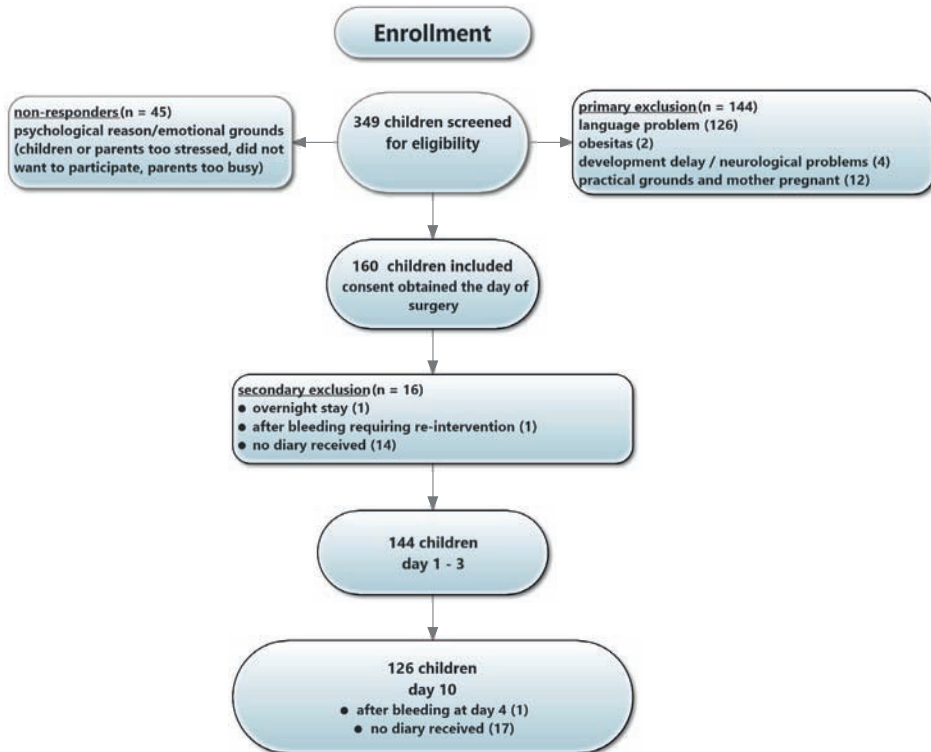 Enrollment
non-responders (n = 45)
psychological reason/emotional grounds
(children or parents too stressed, did not
want to participate, parents too busy)
349 children screened
for eligibility
primary exclusion (n = 144)
language problem (126)
obesitas (2)
development delay / neurological problems (4)
practical grounds and mother pregnant (12)
160 children included
consent obtained the day of
surgery
secondary exclusion (n = 16)
● overnight stay (1)
● after bleeding requiring re-intervention (1)
● no diary received (14)
144 children
day 1 - 3
126 children
day 10
● after bleeding at day 4 (1)
● no diary received (17)